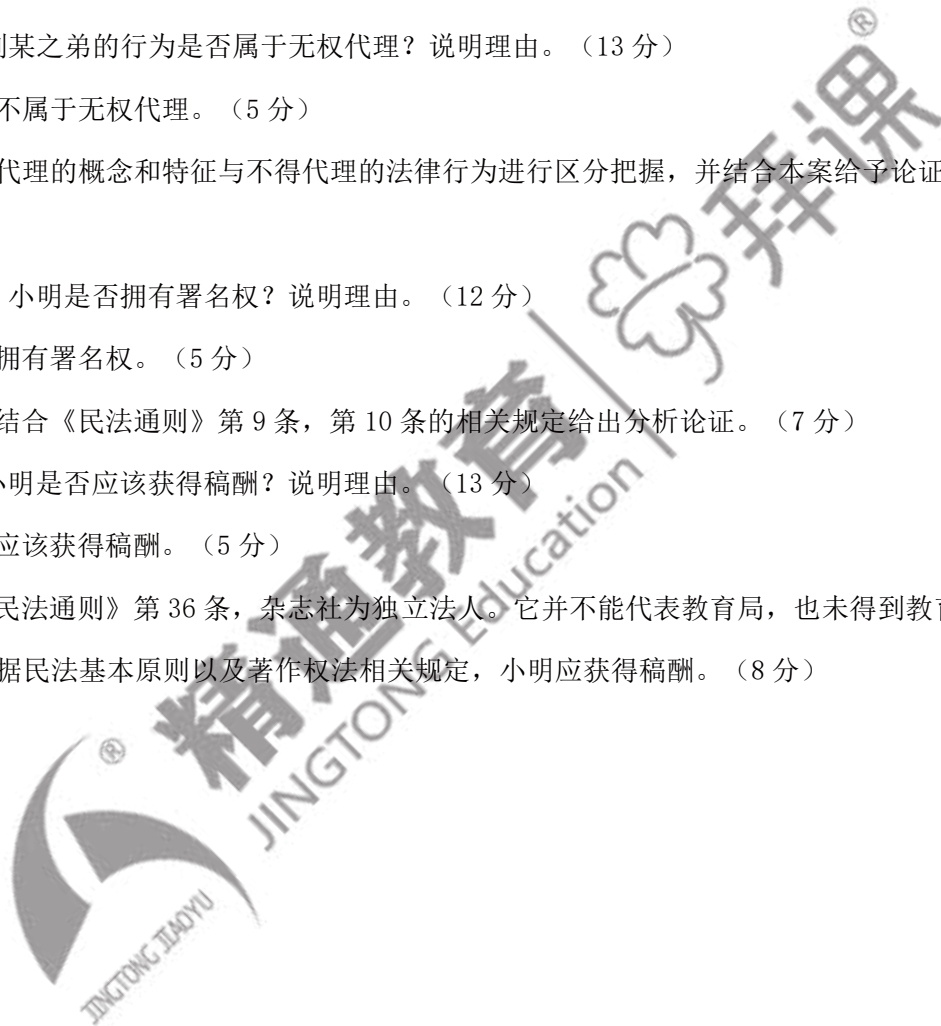 某之弟的行为是否属于无权代理？说明理由。（13 分）
不属于无权代理。（5 分）
代理的概念和特征与不得代理的法律行为进行区分把握，并结合本案给予论证
小明是否拥有署名权？说明理由。（12 分）
拥有署名权。（5 分）
结合《民法通则》第 9 条，第 10 条的相关规定给出分析论证。（7 分）
小明是否应该获得稿酬？说明理由。（13 分）
应该获得稿酬。（5 分）
民法通则》第 36 条，杂志社为独立法人。它并不能代表教育局，也未得到教育
据民法基本原则以及著作权法相关规定，小明应获得稿酬。（8 分）
®
拜课
精通教育
JINGTONG Education
®
JINGTONG JIAOYU